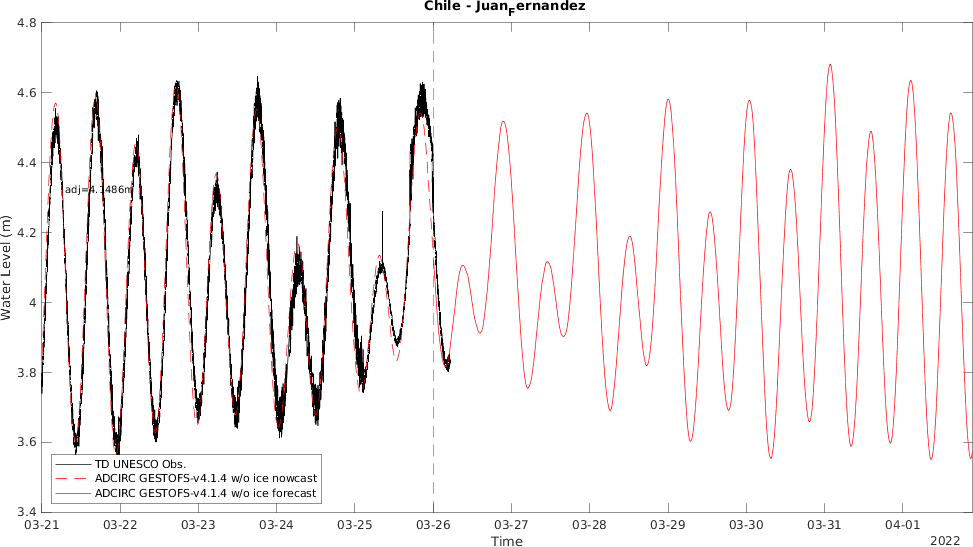 Chile - Juan_Fernandez
4.8
4.6
4.4
4.2
4
3.8
3.6
3.4
Water Level (m)
adj=4.1486m
TD UNESCO Obs.
ADCIRC GESTOFS-v4.1.4 w/o ice nowcast
ADCIRC GESTOFS-v4.1.4 w/o ice forecast
03-21 03-22 03-23 03-24 03-25 03-26 03-27 03-28 03-29 03-30 03-31 04-01
Time
2022